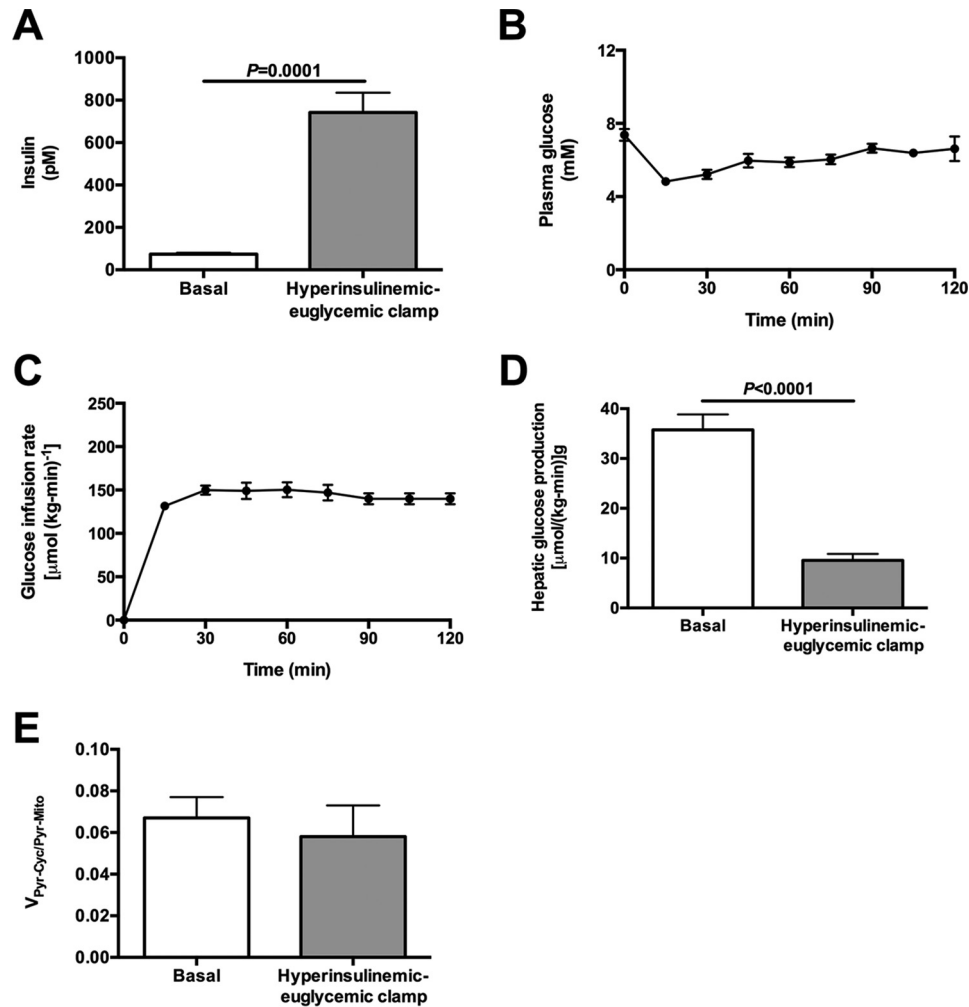 A
Insulin
(pM)
1000
800
600
400
200
0
P=0.0001
Basal
Hyperinsulinemic-
euglycemic clamp
B
Plasma glucose
(mM)
12
8
4
0
0 30 60 90 120
Time (min)
C
Glucose infusion rate
[µmol (kg-min)⁻¹]
250
200
150
100
50
0
0 30 60 90 120
Time (min)
D
Hepatic glucose production
[µmol/(kg-min)]g
40
30
20
10
0
P<0.0001
Basal
Hyperinsulinemic-
euglycemic clamp
E
VPyr-Cyc/Pyr-Mito
0.10
0.08
0.06
0.04
0.02
0.00
Basal
Hyperinsulinemic-
euglycemic clamp